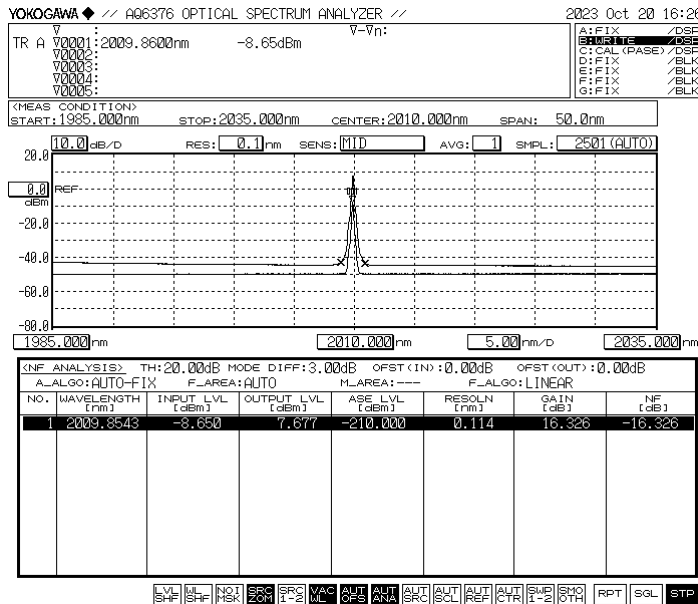 YOKOGAWA ◆ // AQ6376 OPTICAL SPECTRUM ANALYZER // 2023 Oct 20 16:26
∇ : ∇-∇n:
TR A ∇0001:2009.8600nm -8.65dBm
∇0002:
∇0003:
∇0004:
∇0005:
A:FIX /DSP
B:WRITE /DSP
C:CAL(PASE)/DSP
D:FIX /BLK
E:FIX /BLK
F:FIX /BLK
G:FIX /BLK
<MEAS CONDITION>
START:1985.000nm STOP:2035.000nm CENTER:2010.000nm SPAN: 50.0nm
10.0 dB/D RES: 0.1 nm SENS: MID AVG: 1 SMPL: 2501(AUTO)
20.0
0.0 REF
dBm
-20.0
-40.0
-60.0
-80.0
1985.000 nm 2010.000 nm 5.00 nm/D 2035.000 nm
<NF ANALYSIS> TH:20.00dB MODE DIFF:3.00dB OFST(IN):0.00dB OFST(OUT):0.00dB
A_ALGO:AUTO-FIX F_AREA:AUTO M_AREA:--- F_ALGO:LINEAR
NO. WAVELENGTH INPUT LVL OUTPUT LVL ASE LVL RESOLN GAIN NF
[nm] [dBm] [dBm] [dBm] [nm] [dB] [dB]
1 2009.8543 -8.650 7.677 -210.000 0.114 16.326 -16.326
LVL SHF WL SHF NOI MSK SRC ZOM SRC 1-2 VAC WL AUT OFS AUT ANA AUT SRC AUT SCL AUT REF AUT CTR SWP 1-2 SMO OTH RPT SGL STP